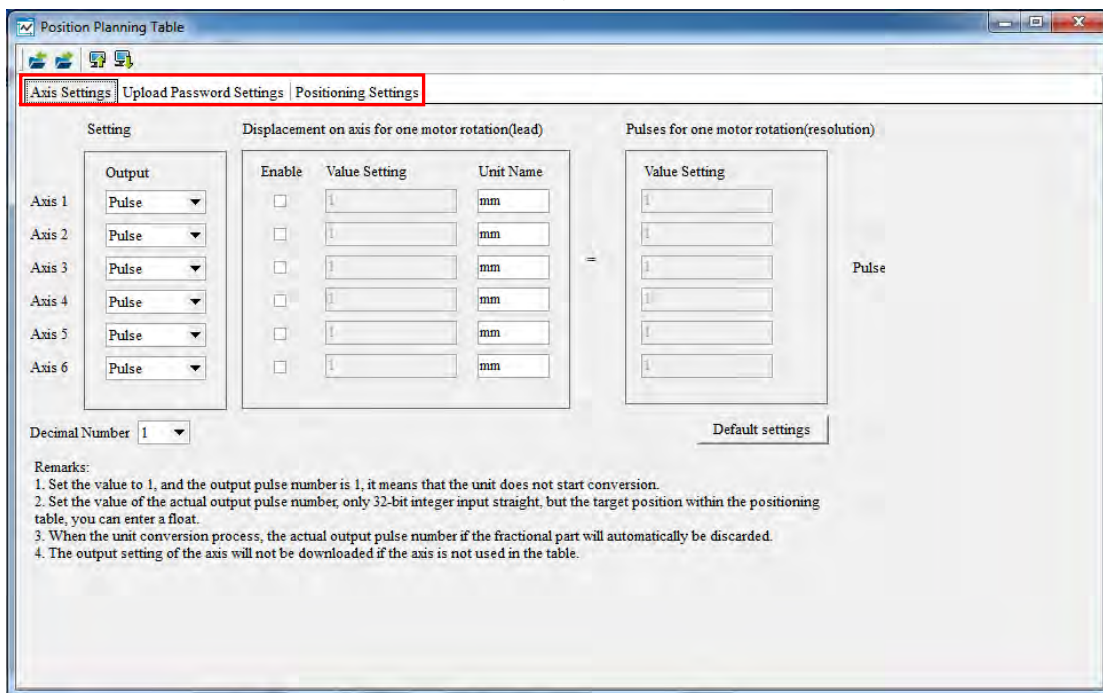 Position Planning Table
Axis Settings Upload Password Settings Positioning Settings
Setting Displacement on axis for one motor rotation(lead) Pulses for one motor rotation(resolution)
Output Enable Value Setting Unit Name Value Setting
Axis 1 Pulse 1 mm 1
Axis 2 Pulse 1 mm 1
Axis 3 Pulse 1 mm = 1 Pulse
Axis 4 Pulse 1 mm 1
Axis 5 Pulse 1 mm 1
Axis 6 Pulse 1 mm 1
Decimal Number 1 Default settings
Remarks:
1. Set the value to 1, and the output pulse number is 1, it means that the unit does not start conversion.
2. Set the value of the actual output pulse number, only 32-bit integer input straight, but the target position within the positioning
table, you can enter a float.
3. When the unit conversion process, the actual output pulse number if the fractional part will automatically be discarded.
4. The output setting of the axis will not be downloaded if the axis is not used in the table.